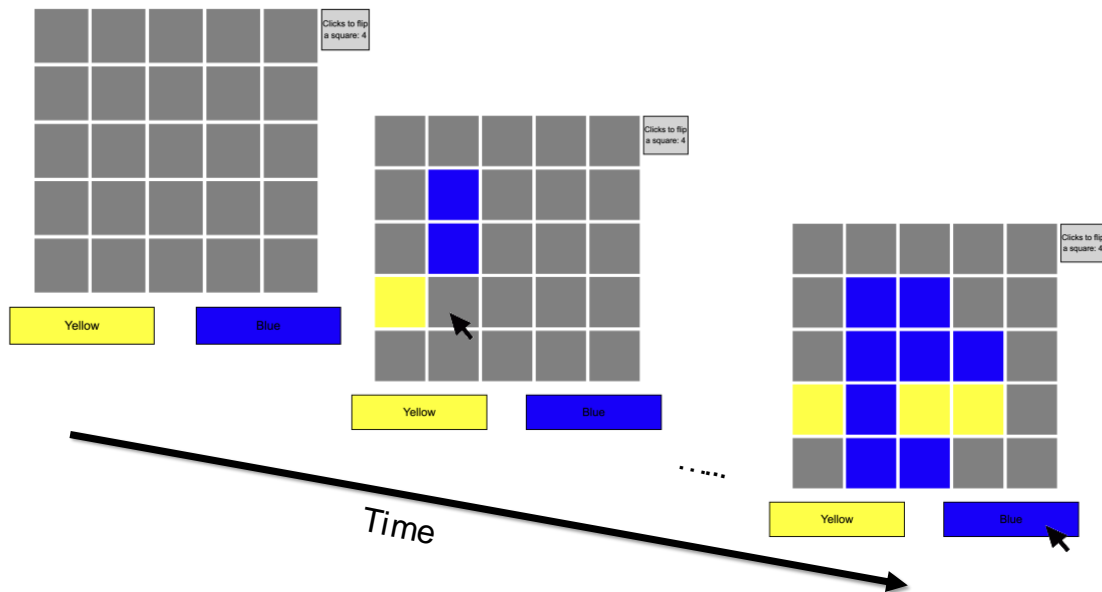 Clicks to flip
a square: 4
Yellow
Blue
Clicks to flip
a square: 4
Yellow
Blue
Clicks to flip
a square: 4
Yellow
Blue
Time
......